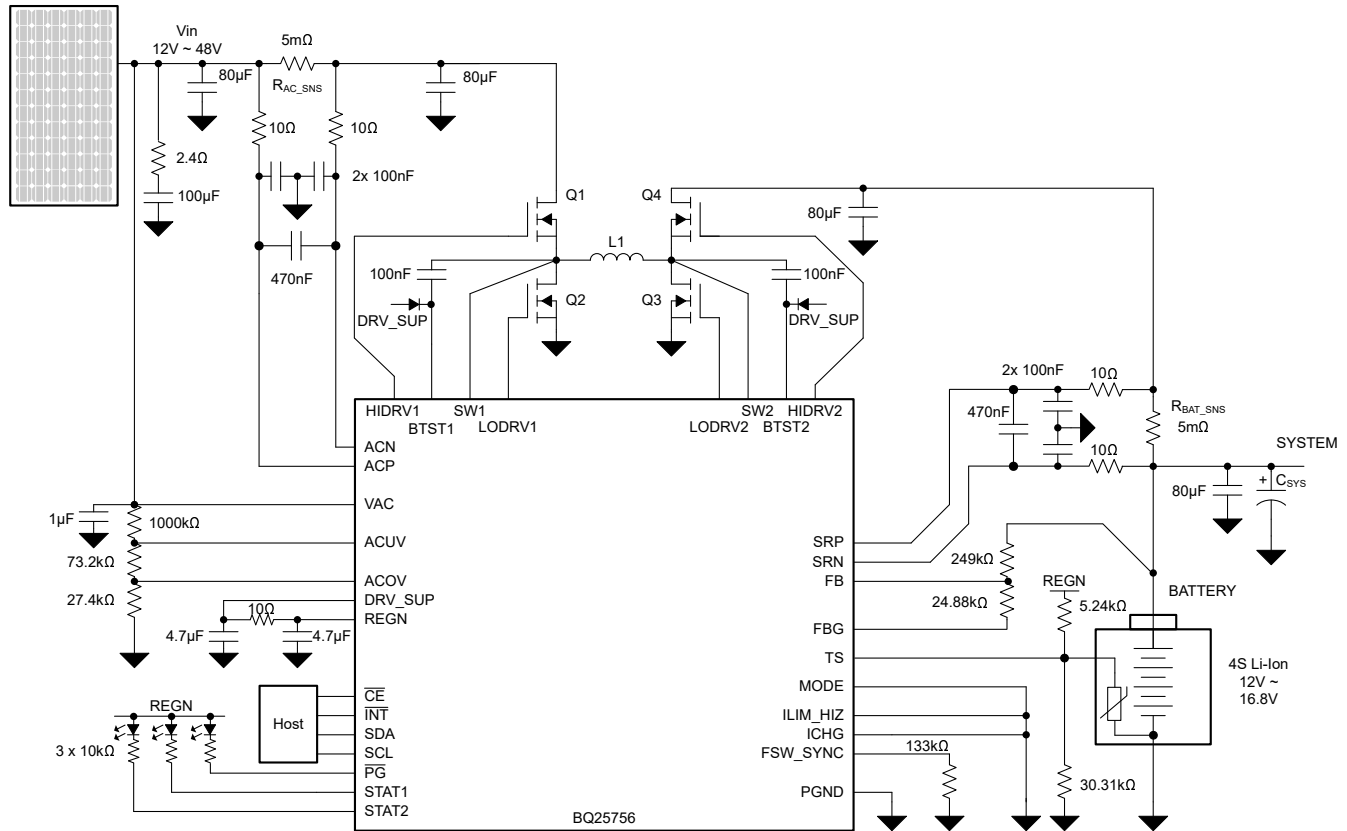 Vin
12V ~ 48V
5mΩ
R_AC_SNS
80µF
80µF
10Ω
10Ω
2.4Ω
100µF
2x 100nF
470nF
Q1
Q4
80µF
L1
100nF
100nF
Q2
Q3
DRV_SUP
DRV_SUP
2x 100nF
10Ω
470nF
R_BAT_SNS
5mΩ
10Ω
SYSTEM
80µF
+ C_SYS
HIDRV1
BTST1
SW1
LODRV1
LODRV2
SW2
BTST2
HIDRV2
ACN
ACP
VAC
1µF
1000kΩ
ACUV
73.2kΩ
ACOV
27.4kΩ
DRV_SUP
10Ω
REGN
4.7µF
4.7µF
SRP
SRN
249kΩ
FB
24.88kΩ
FBG
REGN
5.24kΩ
BATTERY
TS
4S Li-Ion
12V ~
16.8V
MODE
ILIM_HIZ
ICHG
FSW_SYNC
133kΩ
30.31kΩ
PGND
Host
CE
INT
SDA
SCL
PG
STAT1
STAT2
REGN
3 x 10kΩ
BQ25756